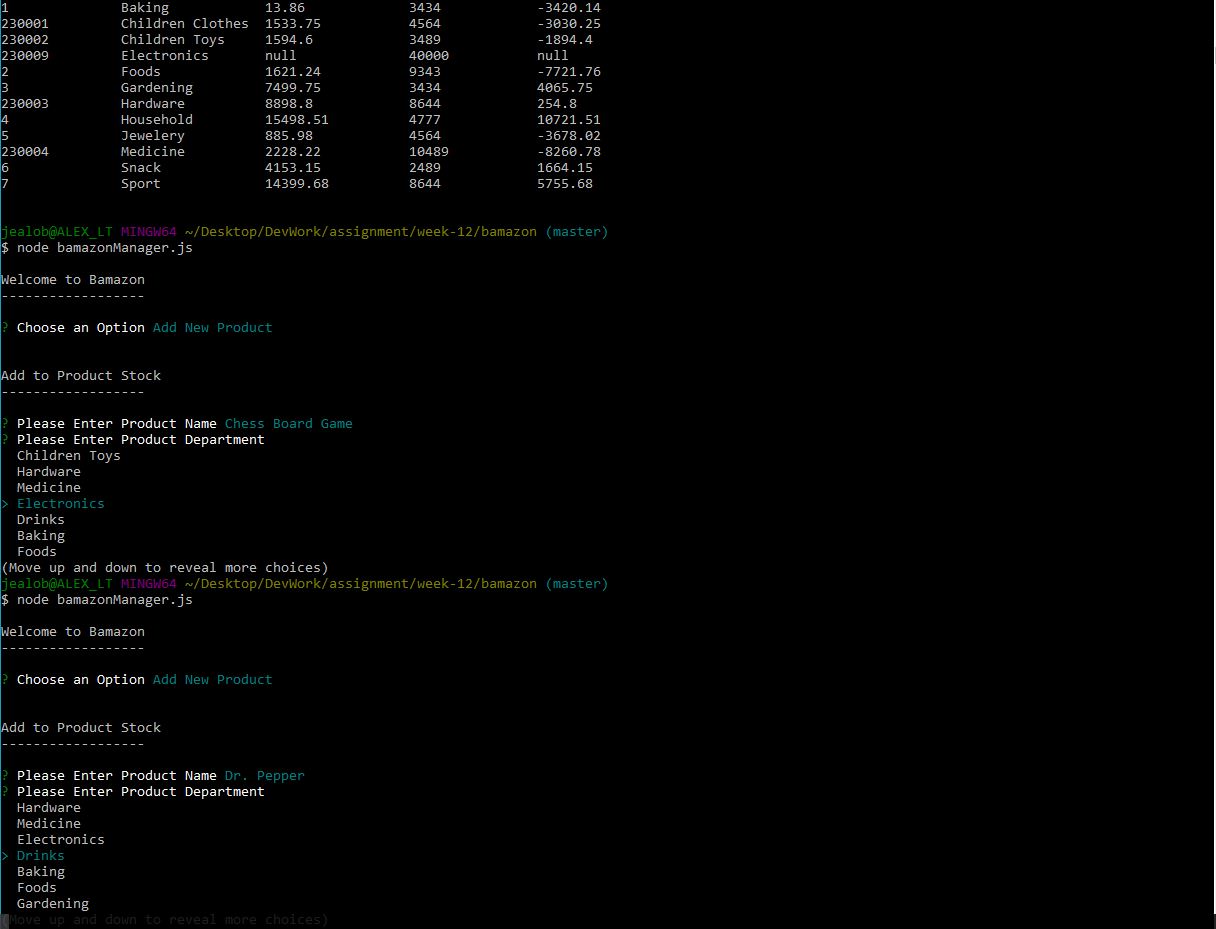 1 Baking 13.86 3434 -3420.14
230001 Children Clothes 1533.75 4564 -3030.25
230002 Children Toys 1594.6 3489 -1894.4
230009 Electronics null 40000 null
2 Foods 1621.24 9343 -7721.76
3 Gardening 7499.75 3434 4065.75
230003 Hardware 8898.8 8644 254.8
4 Household 15498.51 4777 10721.51
5 Jewelery 885.98 4564 -3678.02
230004 Medicine 2228.22 10489 -8260.78
6 Snack 4153.15 2489 1664.15
7 Sport 14399.68 8644 5755.68
jealob@ALEX_LT MINGW64 ~/Desktop/DevWork/assignment/week-12/bamazon (master)
$ node bamazonManager.js
Welcome to Bamazon
------------------
? Choose an Option Add New Product
Add to Product Stock
------------------
? Please Enter Product Name Chess Board Game
? Please Enter Product Department
Children Toys
Hardware
Medicine
> Electronics
Drinks
Baking
Foods
(Move up and down to reveal more choices)
jealob@ALEX_LT MINGW64 ~/Desktop/DevWork/assignment/week-12/bamazon (master)
$ node bamazonManager.js
Welcome to Bamazon
------------------
? Choose an Option Add New Product
Add to Product Stock
------------------
? Please Enter Product Name Dr. Pepper
? Please Enter Product Department
Hardware
Medicine
Electronics
> Drinks
Baking
Foods
Gardening
(Move up and down to reveal more choices)